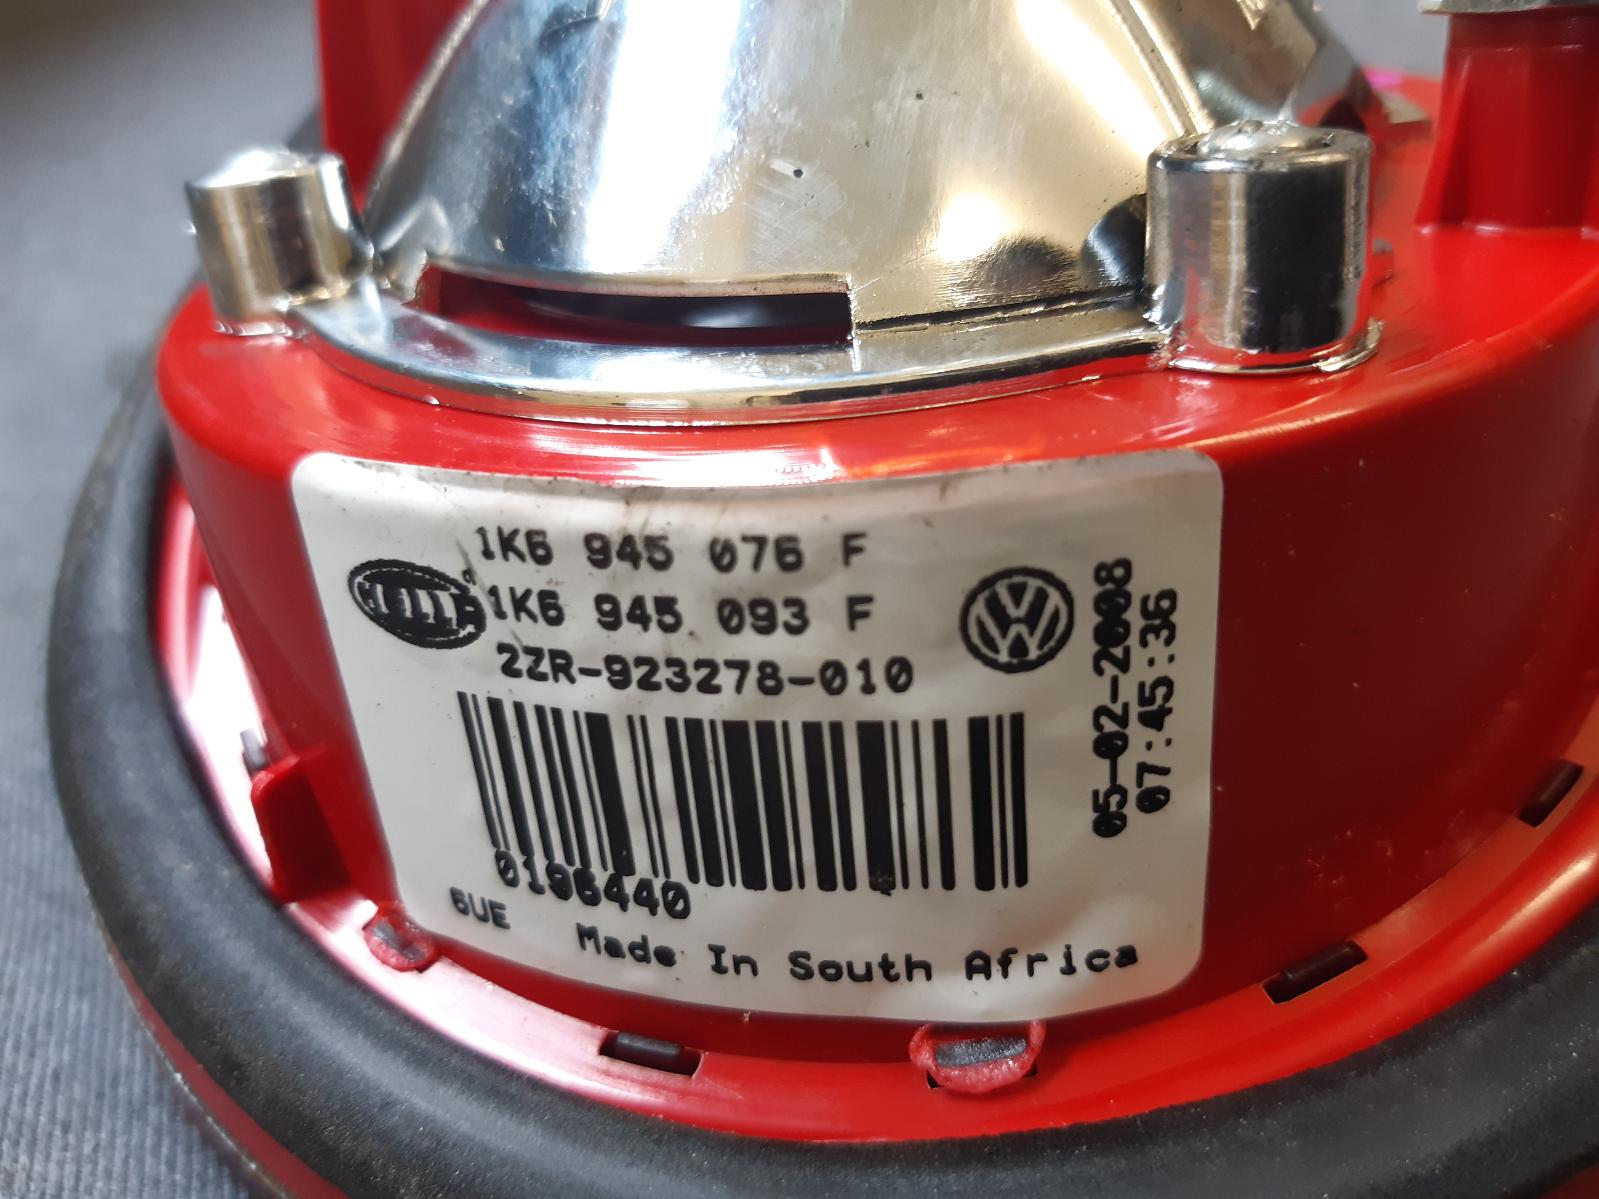 1K6 945 076 F
HELLA
1K6 945 093 F
2ZR-923278-010
05-02-2008
07:45:36
0196440
6UE
Made In South Africa